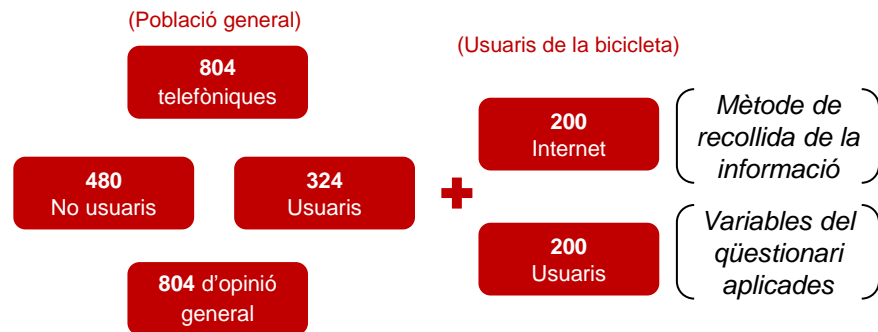 (Població general)
804
telefòniques
480
No usuaris
324
Usuaris
804 d'opinió
general
(Usuaris de la bicicleta)
200
Internet
Mètode de
recollida de la
informació
200
Usuaris
Variables del
qüestionari
aplicades